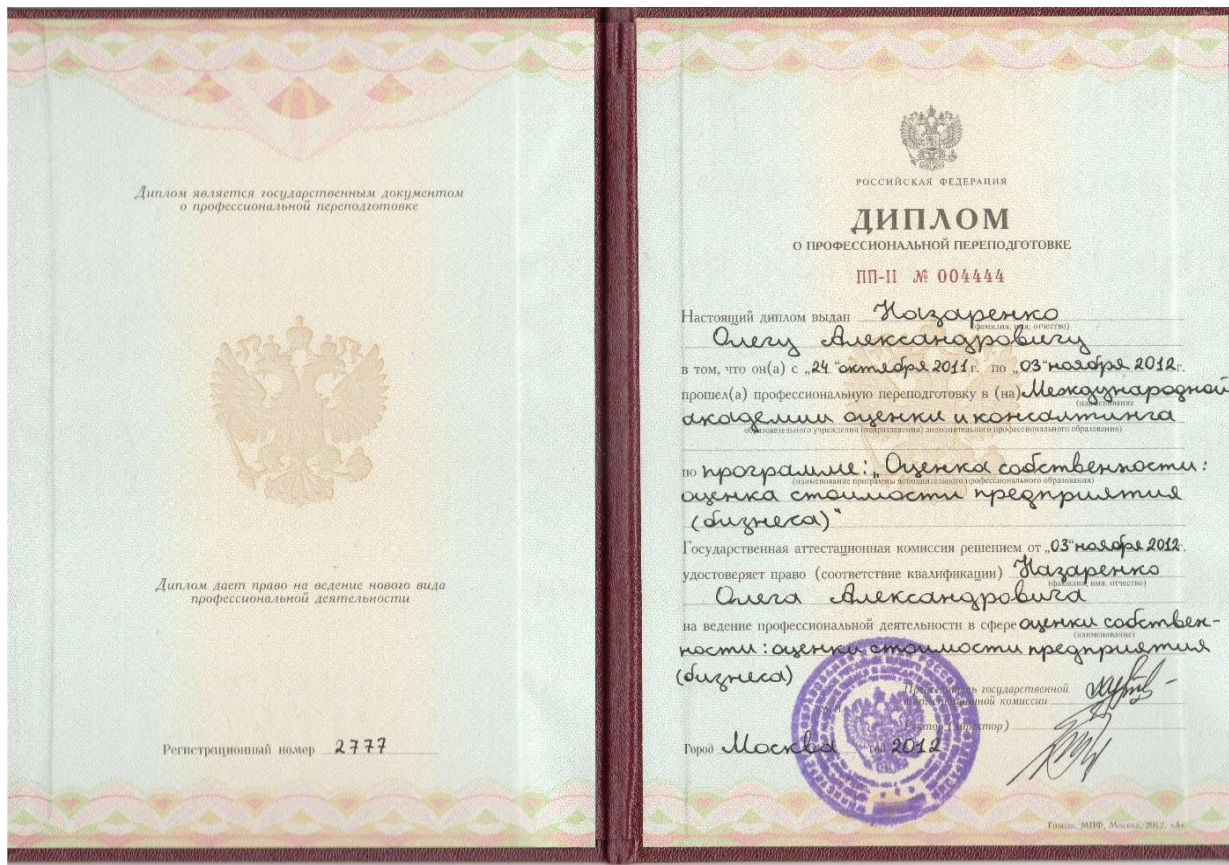 Диплом является государственным документом
о профессиональной переподготовке
Диплом дает право на ведение нового вида
профессиональной деятельности
Регистрационный номер 2777
РОССИЙСКАЯ ФЕДЕРАЦИЯ
ДИПЛОМ
О ПРОФЕССИОНАЛЬНОЙ ПЕРЕПОДГОТОВКЕ
ПП-II № 004444
Настоящий диплом выдан Назаренко
(фамилия, имя, отчество)
Олегу Александровичу
в том, что он(а) с „24" октября 2011 г. по „03" ноября 2012 г.
прошел(а) профессиональную переподготовку в (на) Международной
(наименование
академии оценки и консалтинга
образовательного учреждения (подразделения) дополнительного профессионального образования)
по программе: „Оценка собственности:
(наименование программы дополнительного профессионального образования)
оценка стоимости предприятия
(бизнеса)"
Государственная аттестационная комиссия решением от „03" ноября 2012.
удостоверяет право (соответствие квалификации) Назаренко
(фамилия, имя, отчество)
Олега Александровича
на ведение профессиональной деятельности в сфере оценки собствен-
(наименование)
ности: оценки стоимости предприятия
(бизнеса)
Председатель государственной
аттестационной комиссии
Ректор (директор)
Город Москва год 2012
Гознак, МПФ, Москва, 2012, «А»